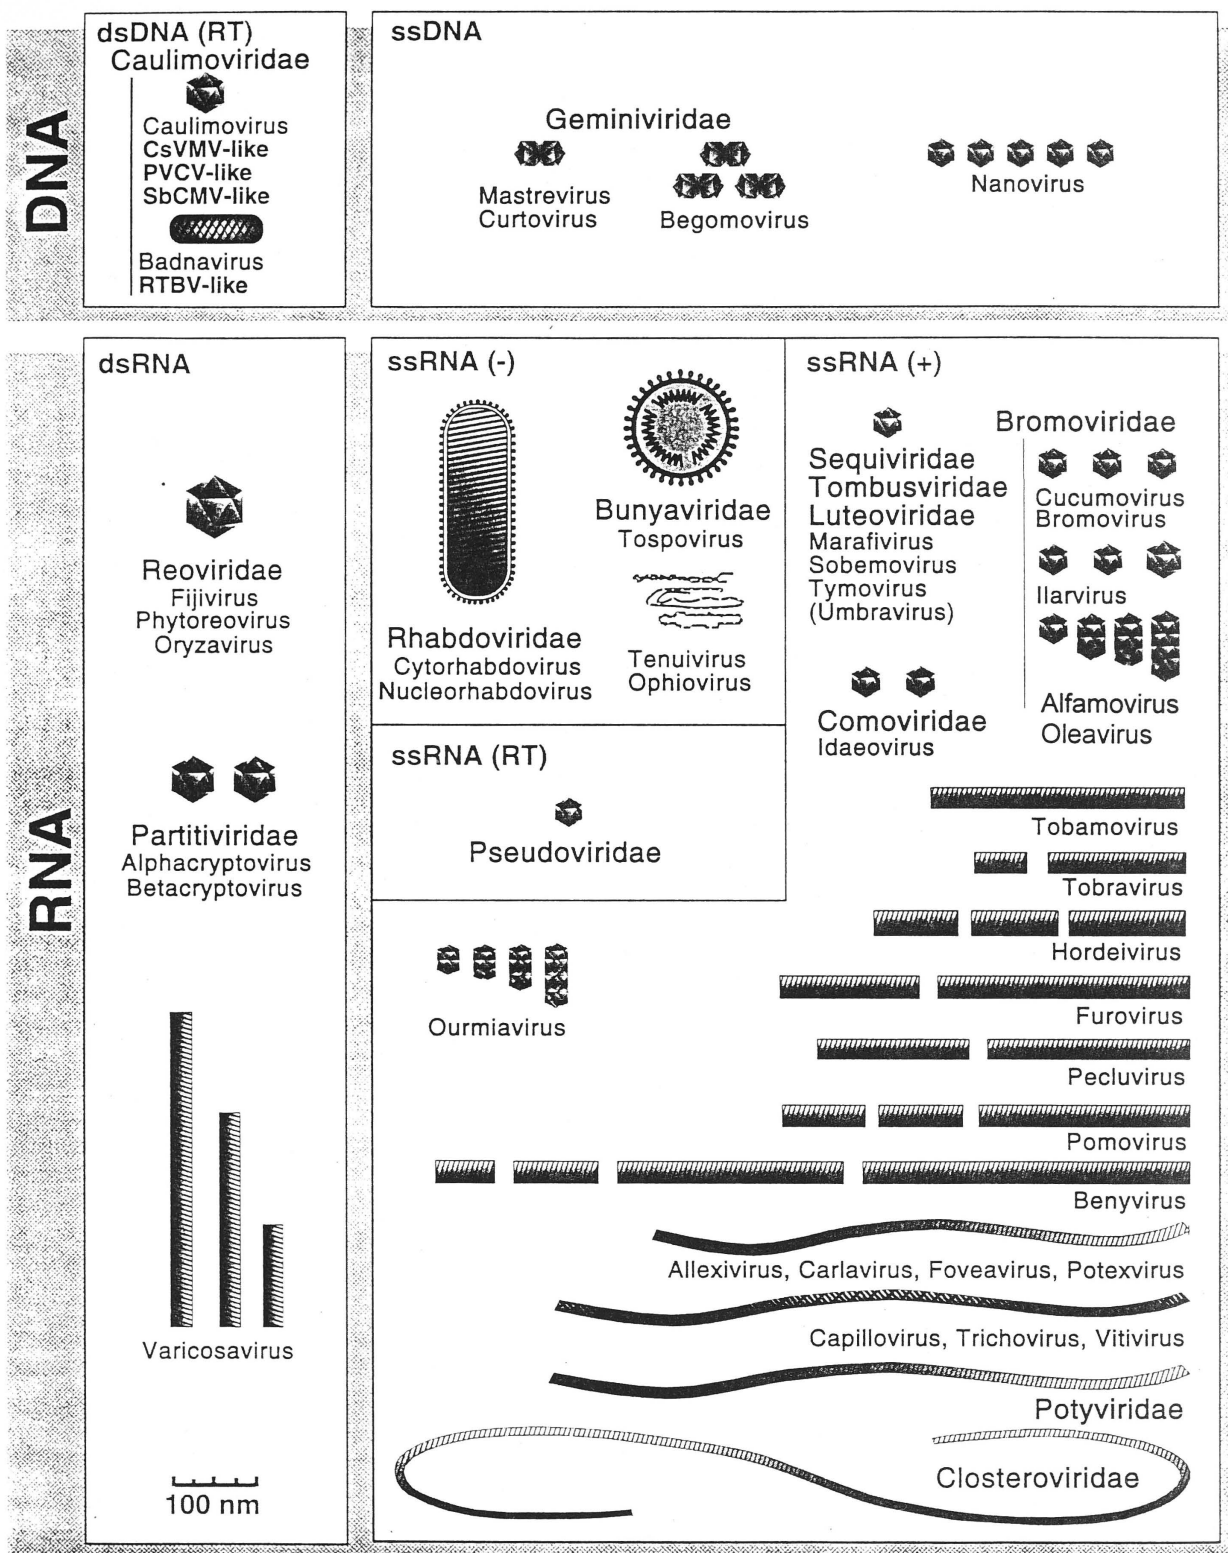 DNA
dsDNA (RT)
Caulimoviridae
Caulimovirus
CsVMV-like
PVCV-like
SbCMV-like
Badnavirus
RTBV-like
ssDNA
Geminiviridae
Mastrevirus
Curtovirus
Begomovirus
Nanovirus
RNA
dsRNA
Reoviridae
Fijivirus
Phytoreovirus
Oryzavirus
Partitiviridae
Alphacryptovirus
Betacryptovirus
Varicosavirus
100 nm
ssRNA (-)
Rhabdoviridae
Cytorhabdovirus
Nucleorhabdovirus
Bunyaviridae
Tospovirus
Tenuivirus
Ophiovirus
ssRNA (RT)
Pseudoviridae
ssRNA (+)
Sequiviridae
Tombusviridae
Luteoviridae
Marafivirus
Sobemovirus
Tymovirus
(Umbravirus)
Comoviridae
Idaeovirus
Bromoviridae
Cucumovirus
Bromovirus
Ilarvirus
Alfamovirus
Oleavirus
Tobamovirus
Tobravirus
Hordeivirus
Ourmiavirus
Furovirus
Pecluvirus
Pomovirus
Benyvirus
Allexivirus, Carlavirus, Foveavirus, Potexvirus
Capillovirus, Trichovirus, Vitivirus
Potyviridae
Closteroviridae